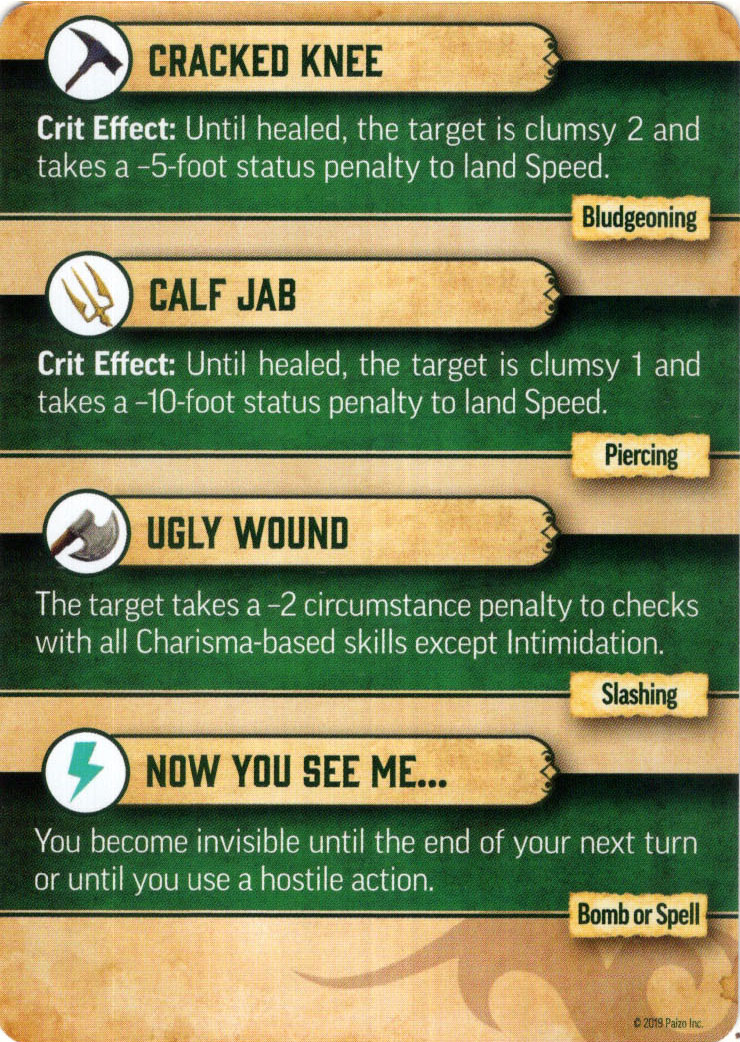 CRACKED KNEE
Crit Effect: Until healed, the target is clumsy 2 and
takes a –5-foot status penalty to land Speed.
Bludgeoning
CALF JAB
Crit Effect: Until healed, the target is clumsy 1 and
takes a –10-foot status penalty to land Speed.
Piercing
UGLY WOUND
The target takes a –2 circumstance penalty to checks
with all Charisma-based skills except Intimidation.
Slashing
NOW YOU SEE ME...
You become invisible until the end of your next turn
or until you use a hostile action.
Bomb or Spell
© 2019 Paizo Inc.